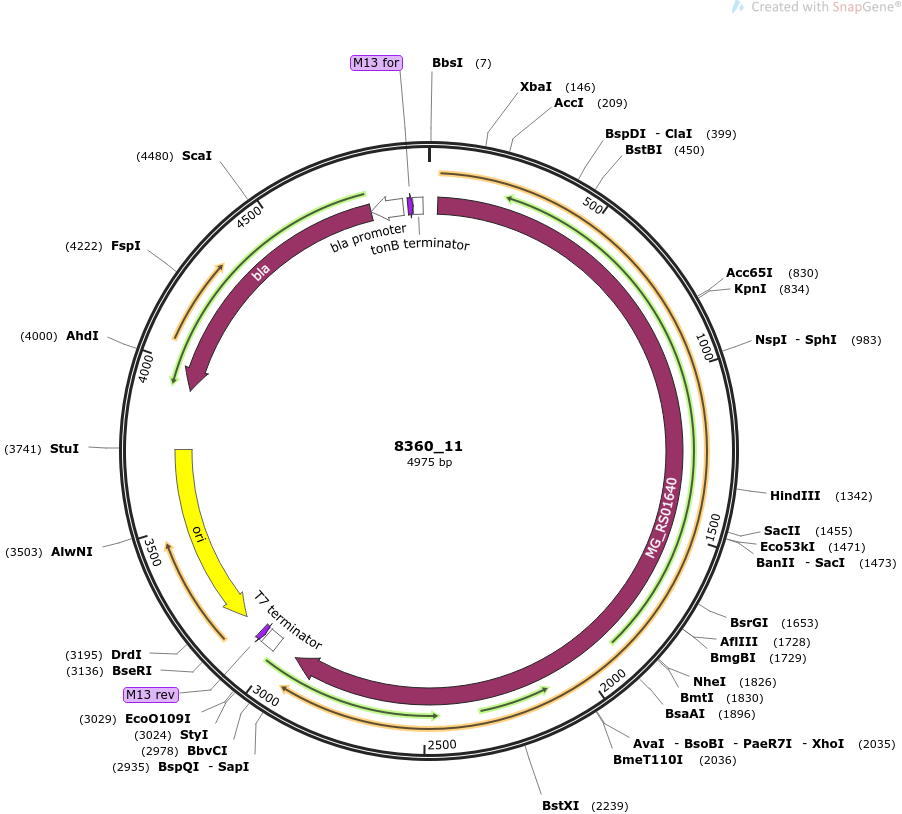 Created with SnapGene®
M13 for
BbsI (7)
XbaI (146)
AccI (209)
BspDI - ClaI (399)
BstBI (450)
500
Acc65I (830)
KpnI (834)
NspI - SphI (983)
1000
HindIII (1342)
SacII (1455)
Eco53kI (1471)
BanII - SacI (1473)
1500
BsrGI (1653)
AflIII (1728)
BmgBI (1729)
NheI (1826)
BmtI (1830)
BsaAI (1896)
2000
AvaI - BsoBI - PaeR7I - XhoI (2035)
BmeT110I (2036)
BstXI (2239)
2500
(2935) BspQI - SapI
(2978) BbvCI
(3024) StyI
(3029) EcoO109I
3000
M13 rev
(3136) BseRI
(3195) DrdI
(3503) AlwNI
3500
(3741) StuI
(4000) AhdI
4000
(4222) FspI
(4480) ScaI
4500
bla promoter
tonB terminator
bla
MG_RS01640
ori
T7 terminator
8360_11
4975 bp